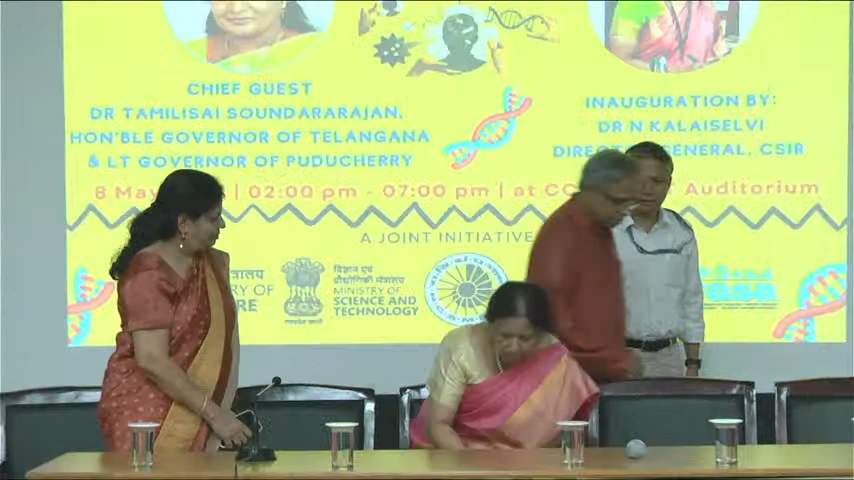 CHIEF GUEST
DR TAMILISAI SOUNDARARAJAN,
HON'BLE GOVERNOR OF TELANGANA
& LT GOVERNOR OF PUDUCHERRY
INAUGURATION BY:
DR N KALAISELVI
GENERAL, CSIR
8 | 02:00 pm - 07:00 pm | at Auditorium
A JOINT INITIATIVE
RY OF
RE
विज्ञान एवं
प्रौद्योगिकी मंत्रालय
MINISTRY OF
SCIENCE AND
TECHNOLOGY